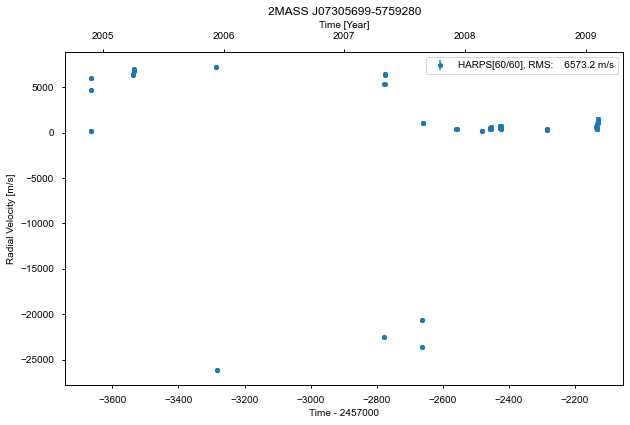 2MASS J07305699-5759280
Time [Year]
2005 2006 2007 2008 2009
HARPS[60/60], RMS: 6573.2 m/s
5000
0
−5000
−10000
−15000
−20000
−25000
Radial Velocity [m/s]
−3600 −3400 −3200 −3000 −2800 −2600 −2400 −2200
Time - 2457000